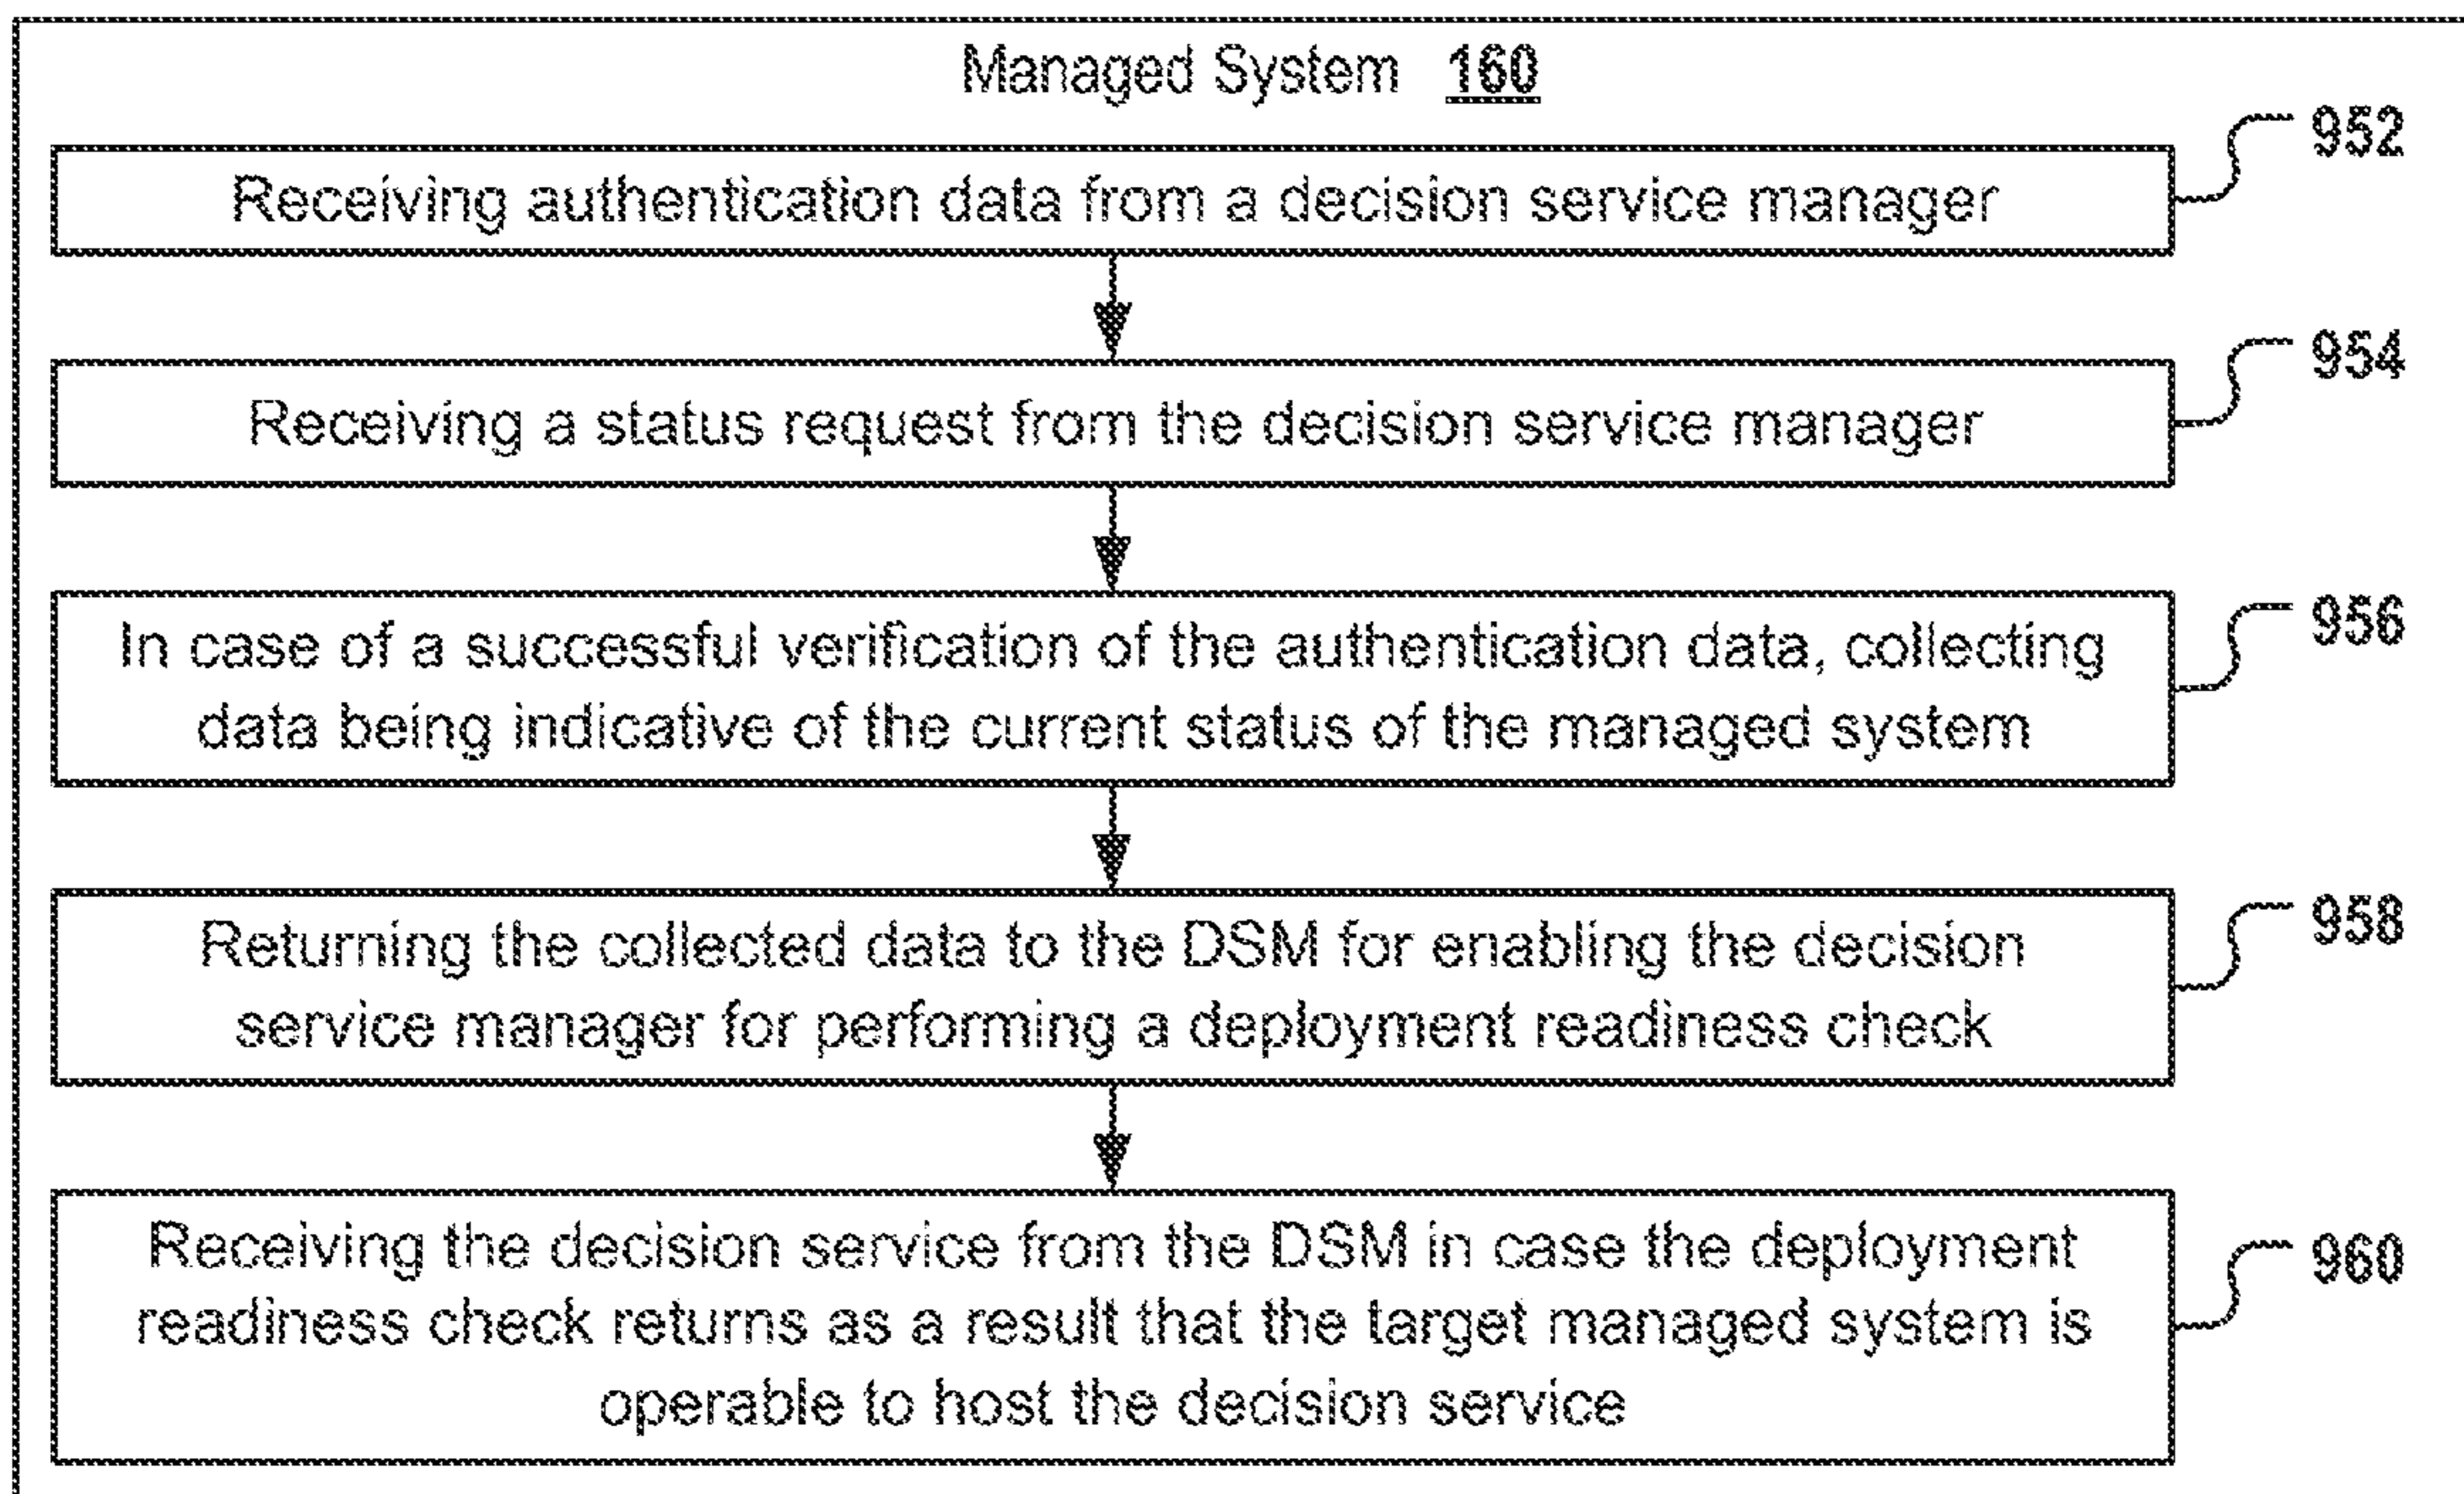 Managed System 160
952
Receiving authentication data from a decision service manager
954
Receiving a status request from the decision service manager
956
In case of a successful verification of the authentication data, collecting
data being indicative of the current status of the managed system
958
Returning the collected data to the DSM for enabling the decision
service manager for performing a deployment readiness check
960
Receiving the decision service from the DSM in case the deployment
readiness check returns as a result that the target managed system is
operable to host the decision service